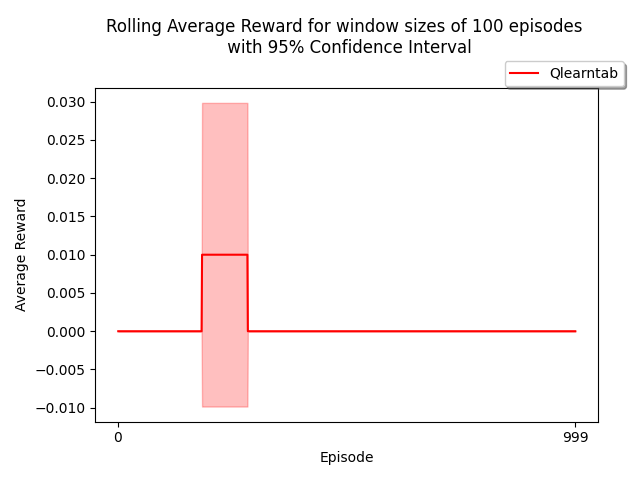 Rolling Average Reward for window sizes of 100 episodes
with 95% Confidence Interval
Qlearntab
0.030
0.025
0.020
0.015
0.010
0.005
0.000
−0.005
−0.010
Average Reward
0
999
Episode